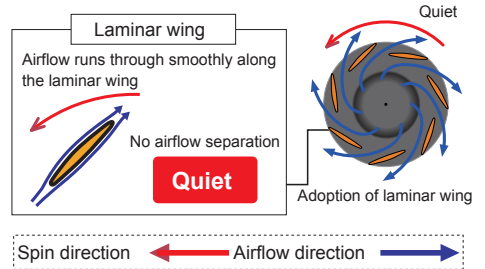 Laminar wing
Airflow runs through smoothly along
the laminar wing
No airflow separation
Quiet
Quiet
Adoption of laminar wing
Spin direction
Airflow direction